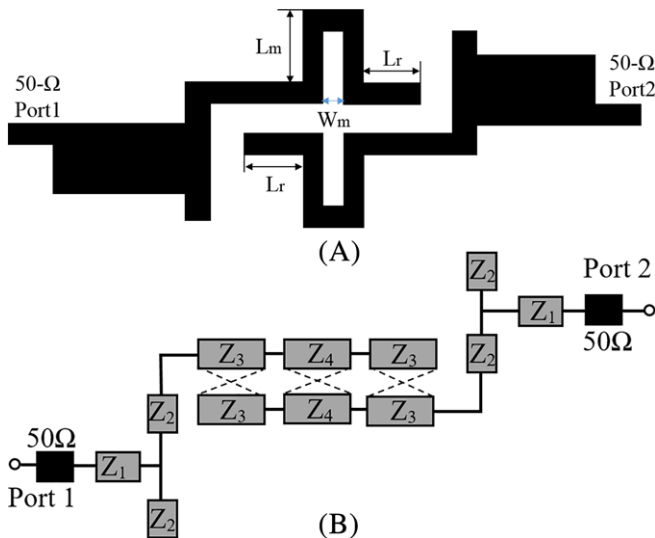 Lm
Lr
50-Ω
Port1
50-Ω
Port2
Wm
Lr
(A)
Z2
Port 2
Z1
50Ω
Z3 Z4 Z3
Z2
Z3 Z4 Z3
Z2
50Ω
Z1
Port 1
Z2
(B)